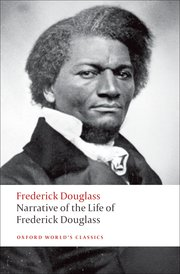 Frederick Douglass
Narrative of the Life of
Frederick Douglass
OXFORD WORLD'S CLASSICS